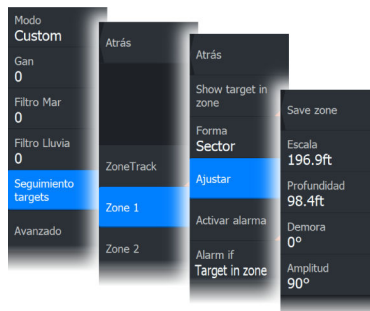 Modo
Custom
Gan
0
Filtro Mar
0
Filtro Lluvia
0
Seguimiento
targets
Avanzado
Atrás
ZoneTrack
Zone 1
Zone 2
Atrás
Show target in
zone
Forma
Sector
Ajustar
Activar alarma
Alarm if
Target in zone
Save zone
Escala
196.9ft
Profundidad
98.4ft
Demora
0°
Amplitud
90°